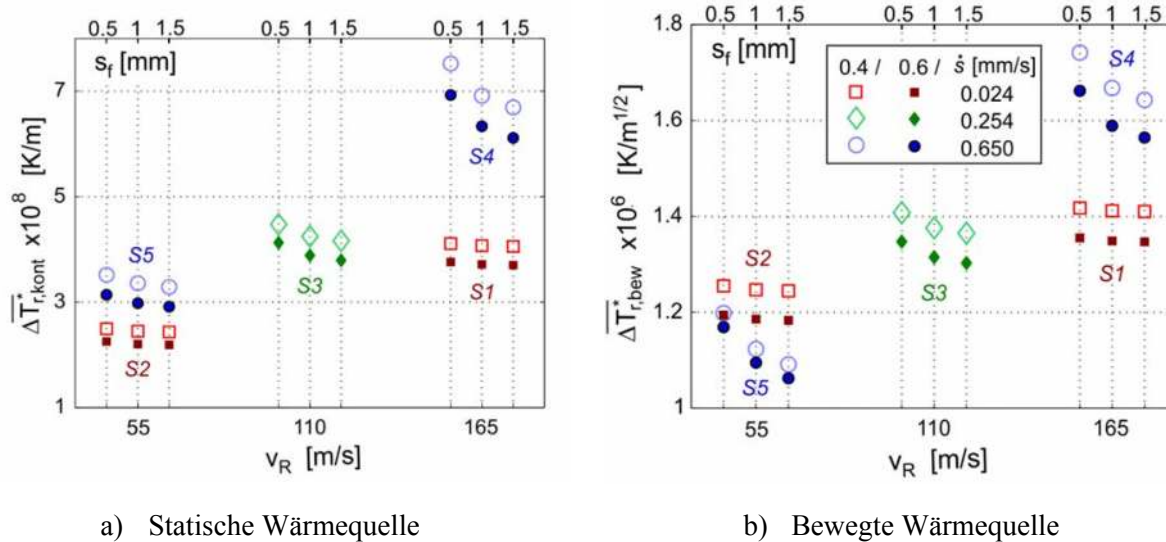 0.5 1 1.5 0.5 1 1.5 0.5 1 1.5
s_f [mm]
7
5
3
1
ΔT*_r,kont x10^8 [K/m]
S4
S5
S3
S1
S2
55 110 165
v_R [m/s]
a) Statische Wärmequelle
0.5 1 1.5 0.5 1 1.5 0.5 1 1.5
1.8
s_f [mm]
0.4 / 0.6 / ṡ [mm/s]
0.024
0.254
0.650
1.6
1.4
1.2
1
ΔT*_r,bew x10^6 [K/m^1/2]
S4
S2
S3
S1
S5
55 110 165
v_R [m/s]
b) Bewegte Wärmequelle